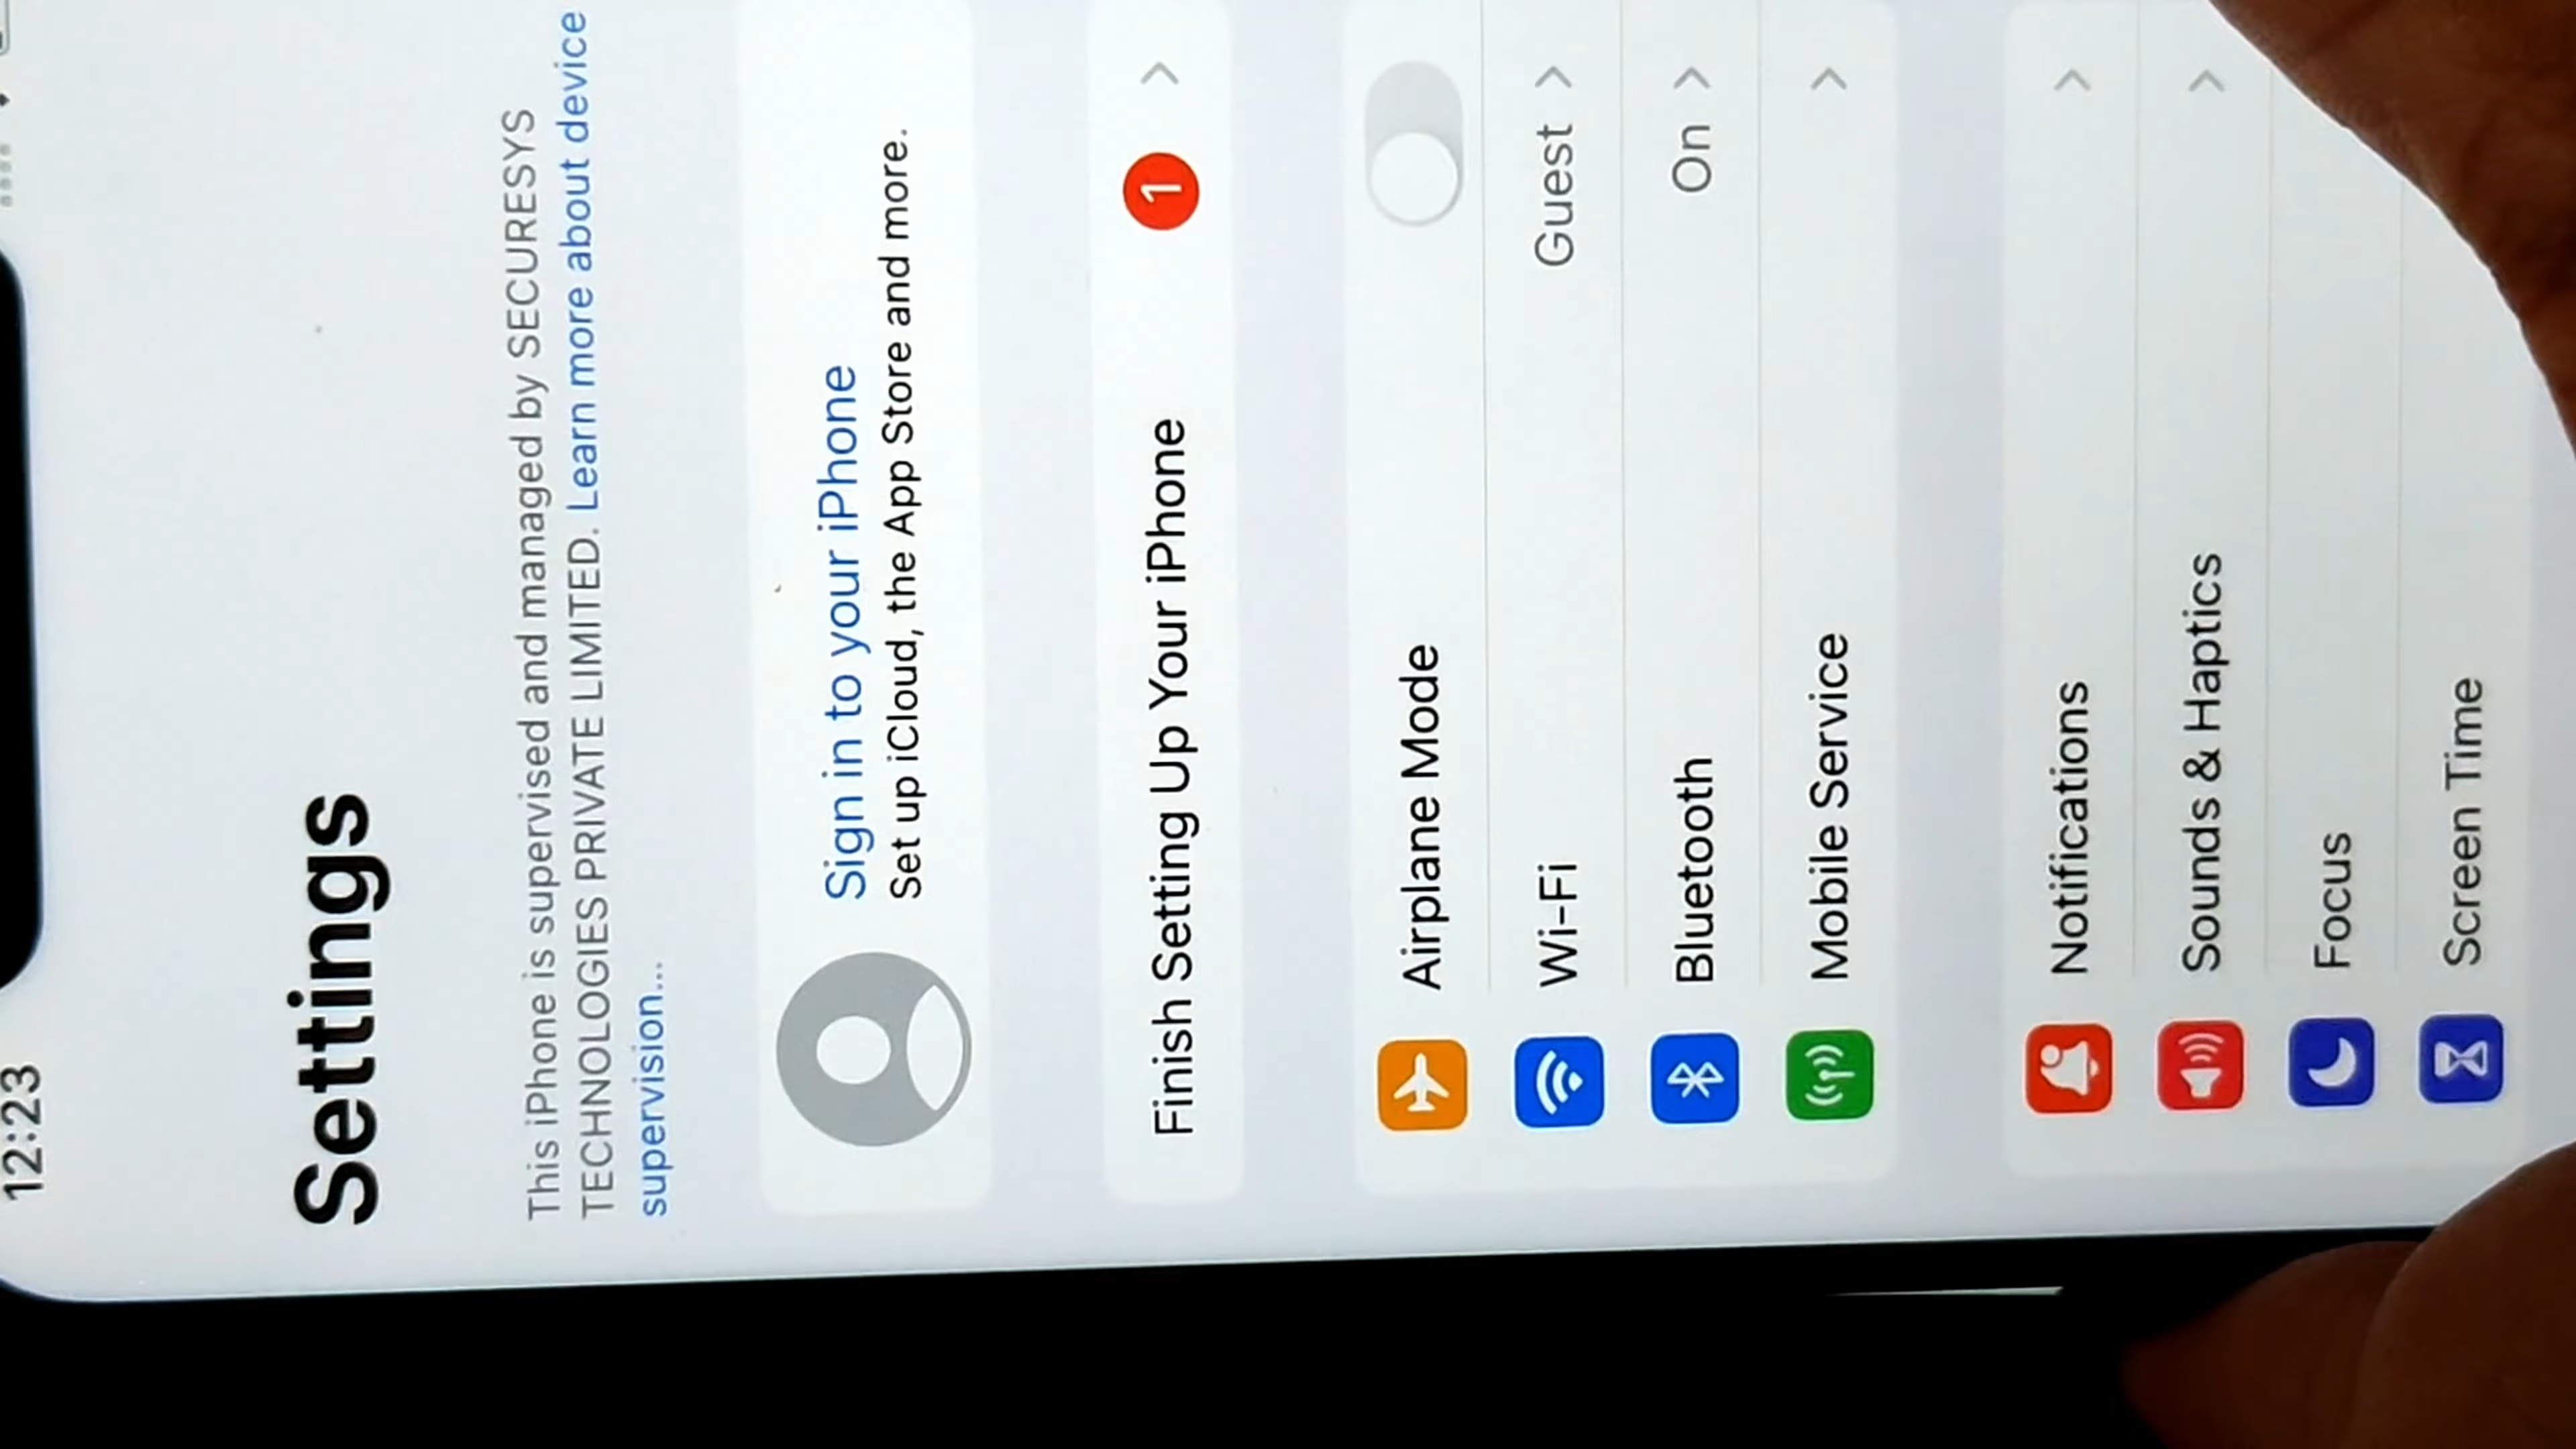 12:23
Settings
This iPhone is supervised and managed by SECURESYS
TECHNOLOGIES PRIVATE LIMITED. Learn more about device
supervision...
Sign in to your iPhone
Set up iCloud, the App Store and more.
Finish Setting Up Your iPhone 1
Airplane Mode
Wi-Fi Guest
Bluetooth On
Mobile Service
Notifications
Sounds & Haptics
Focus
Screen Time